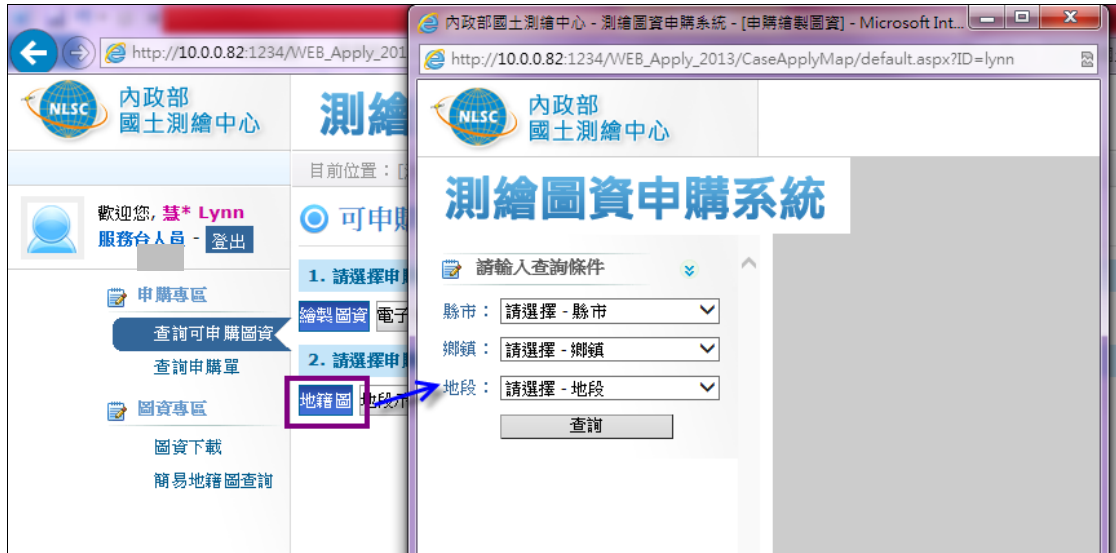 http://10.0.0.82:1234/WEB_Apply_201
NLSC
內政部
國土測繪中心
測繪
目前位置：[
歡迎您, 慧* Lynn
服務台人員 - 登出
申購專區
查詢可申購圖資
查詢申購單
圖資專區
圖資下載
簡易地籍圖查詢
可申購
1. 請選擇申
繪製圖資 電子
2. 請選擇申
地籍圖 地段
內政部國土測繪中心 - 測繪圖資申購系統 - [申購繪製圖資] - Microsoft Int...
http://10.0.0.82:1234/WEB_Apply_2013/CaseApplyMap/default.aspx?ID=lynn
NLSC
內政部
國土測繪中心
測繪圖資申購系統
請輸入查詢條件
縣市： 請選擇 - 縣市
鄉鎮： 請選擇 - 鄉鎮
地段： 請選擇 - 地段
查詢